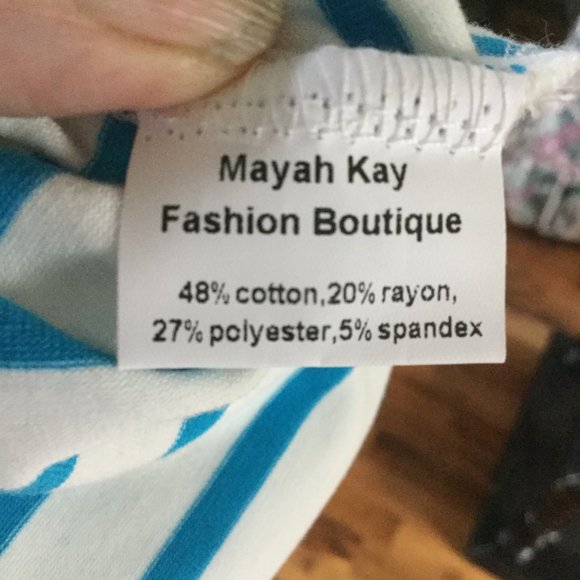 Mayah Kay
Fashion Boutique
48% cotton,20% rayon,
27% polyester,5% spandex